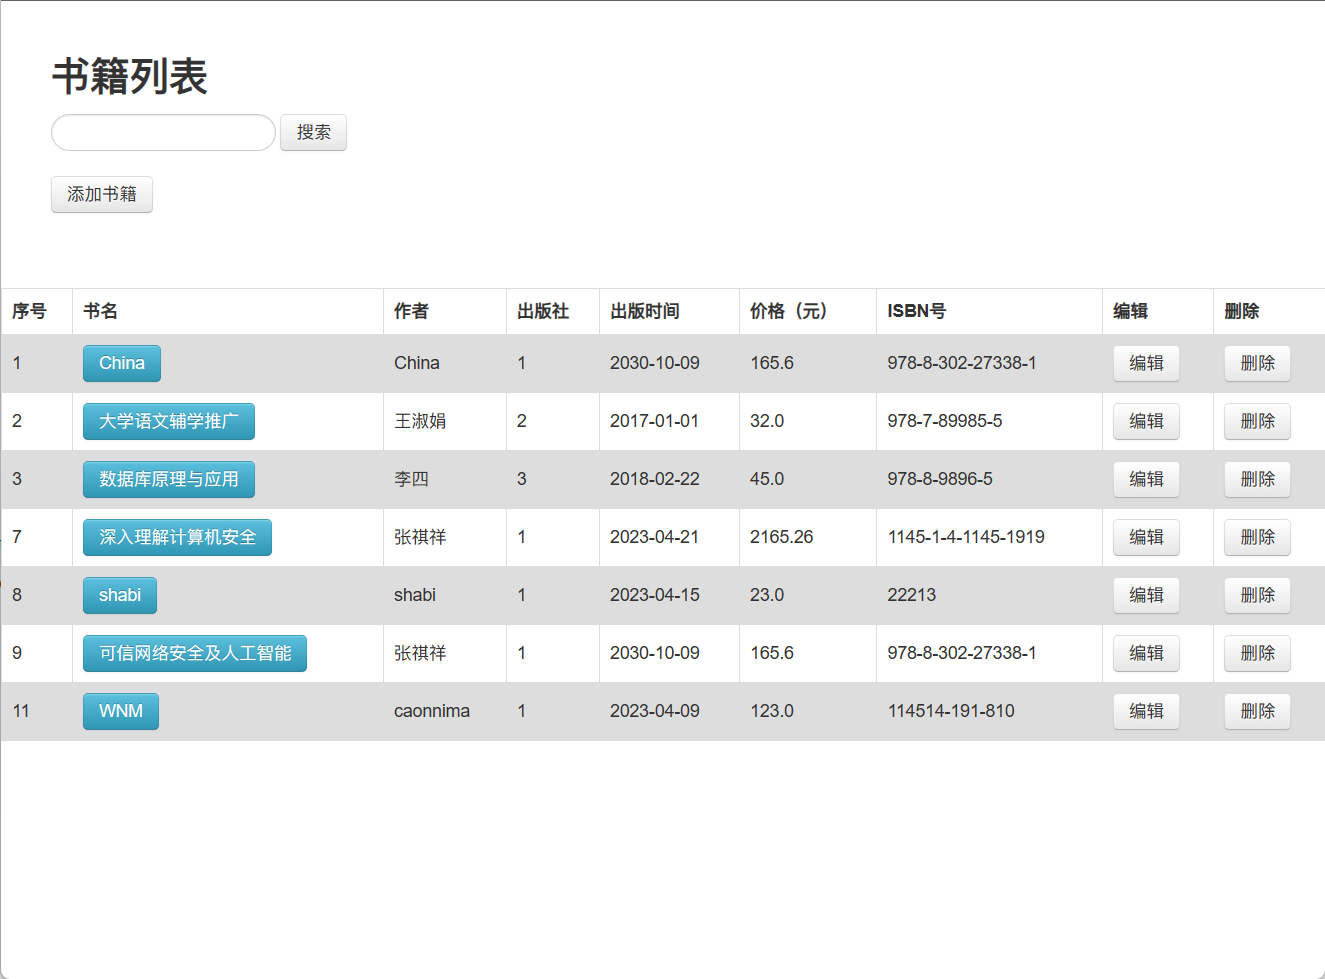 书籍列表
搜索
添加书籍
序号 书名 作者 出版社 出版时间 价格（元） ISBN号 编辑 删除
1 China China 1 2030-10-09 165.6 978-8-302-27338-1 编辑 删除
2 大学语文辅学推广 王淑娟 2 2017-01-01 32.0 978-7-89985-5 编辑 删除
3 数据库原理与应用 李四 3 2018-02-22 45.0 978-8-9896-5 编辑 删除
7 深入理解计算机安全 张祺祥 1 2023-04-21 2165.26 1145-1-4-1145-1919 编辑 删除
8 shabi shabi 1 2023-04-15 23.0 22213 编辑 删除
9 可信网络安全及人工智能 张祺祥 1 2030-10-09 165.6 978-8-302-27338-1 编辑 删除
11 WNM caonnima 1 2023-04-09 123.0 114514-191-810 编辑 删除